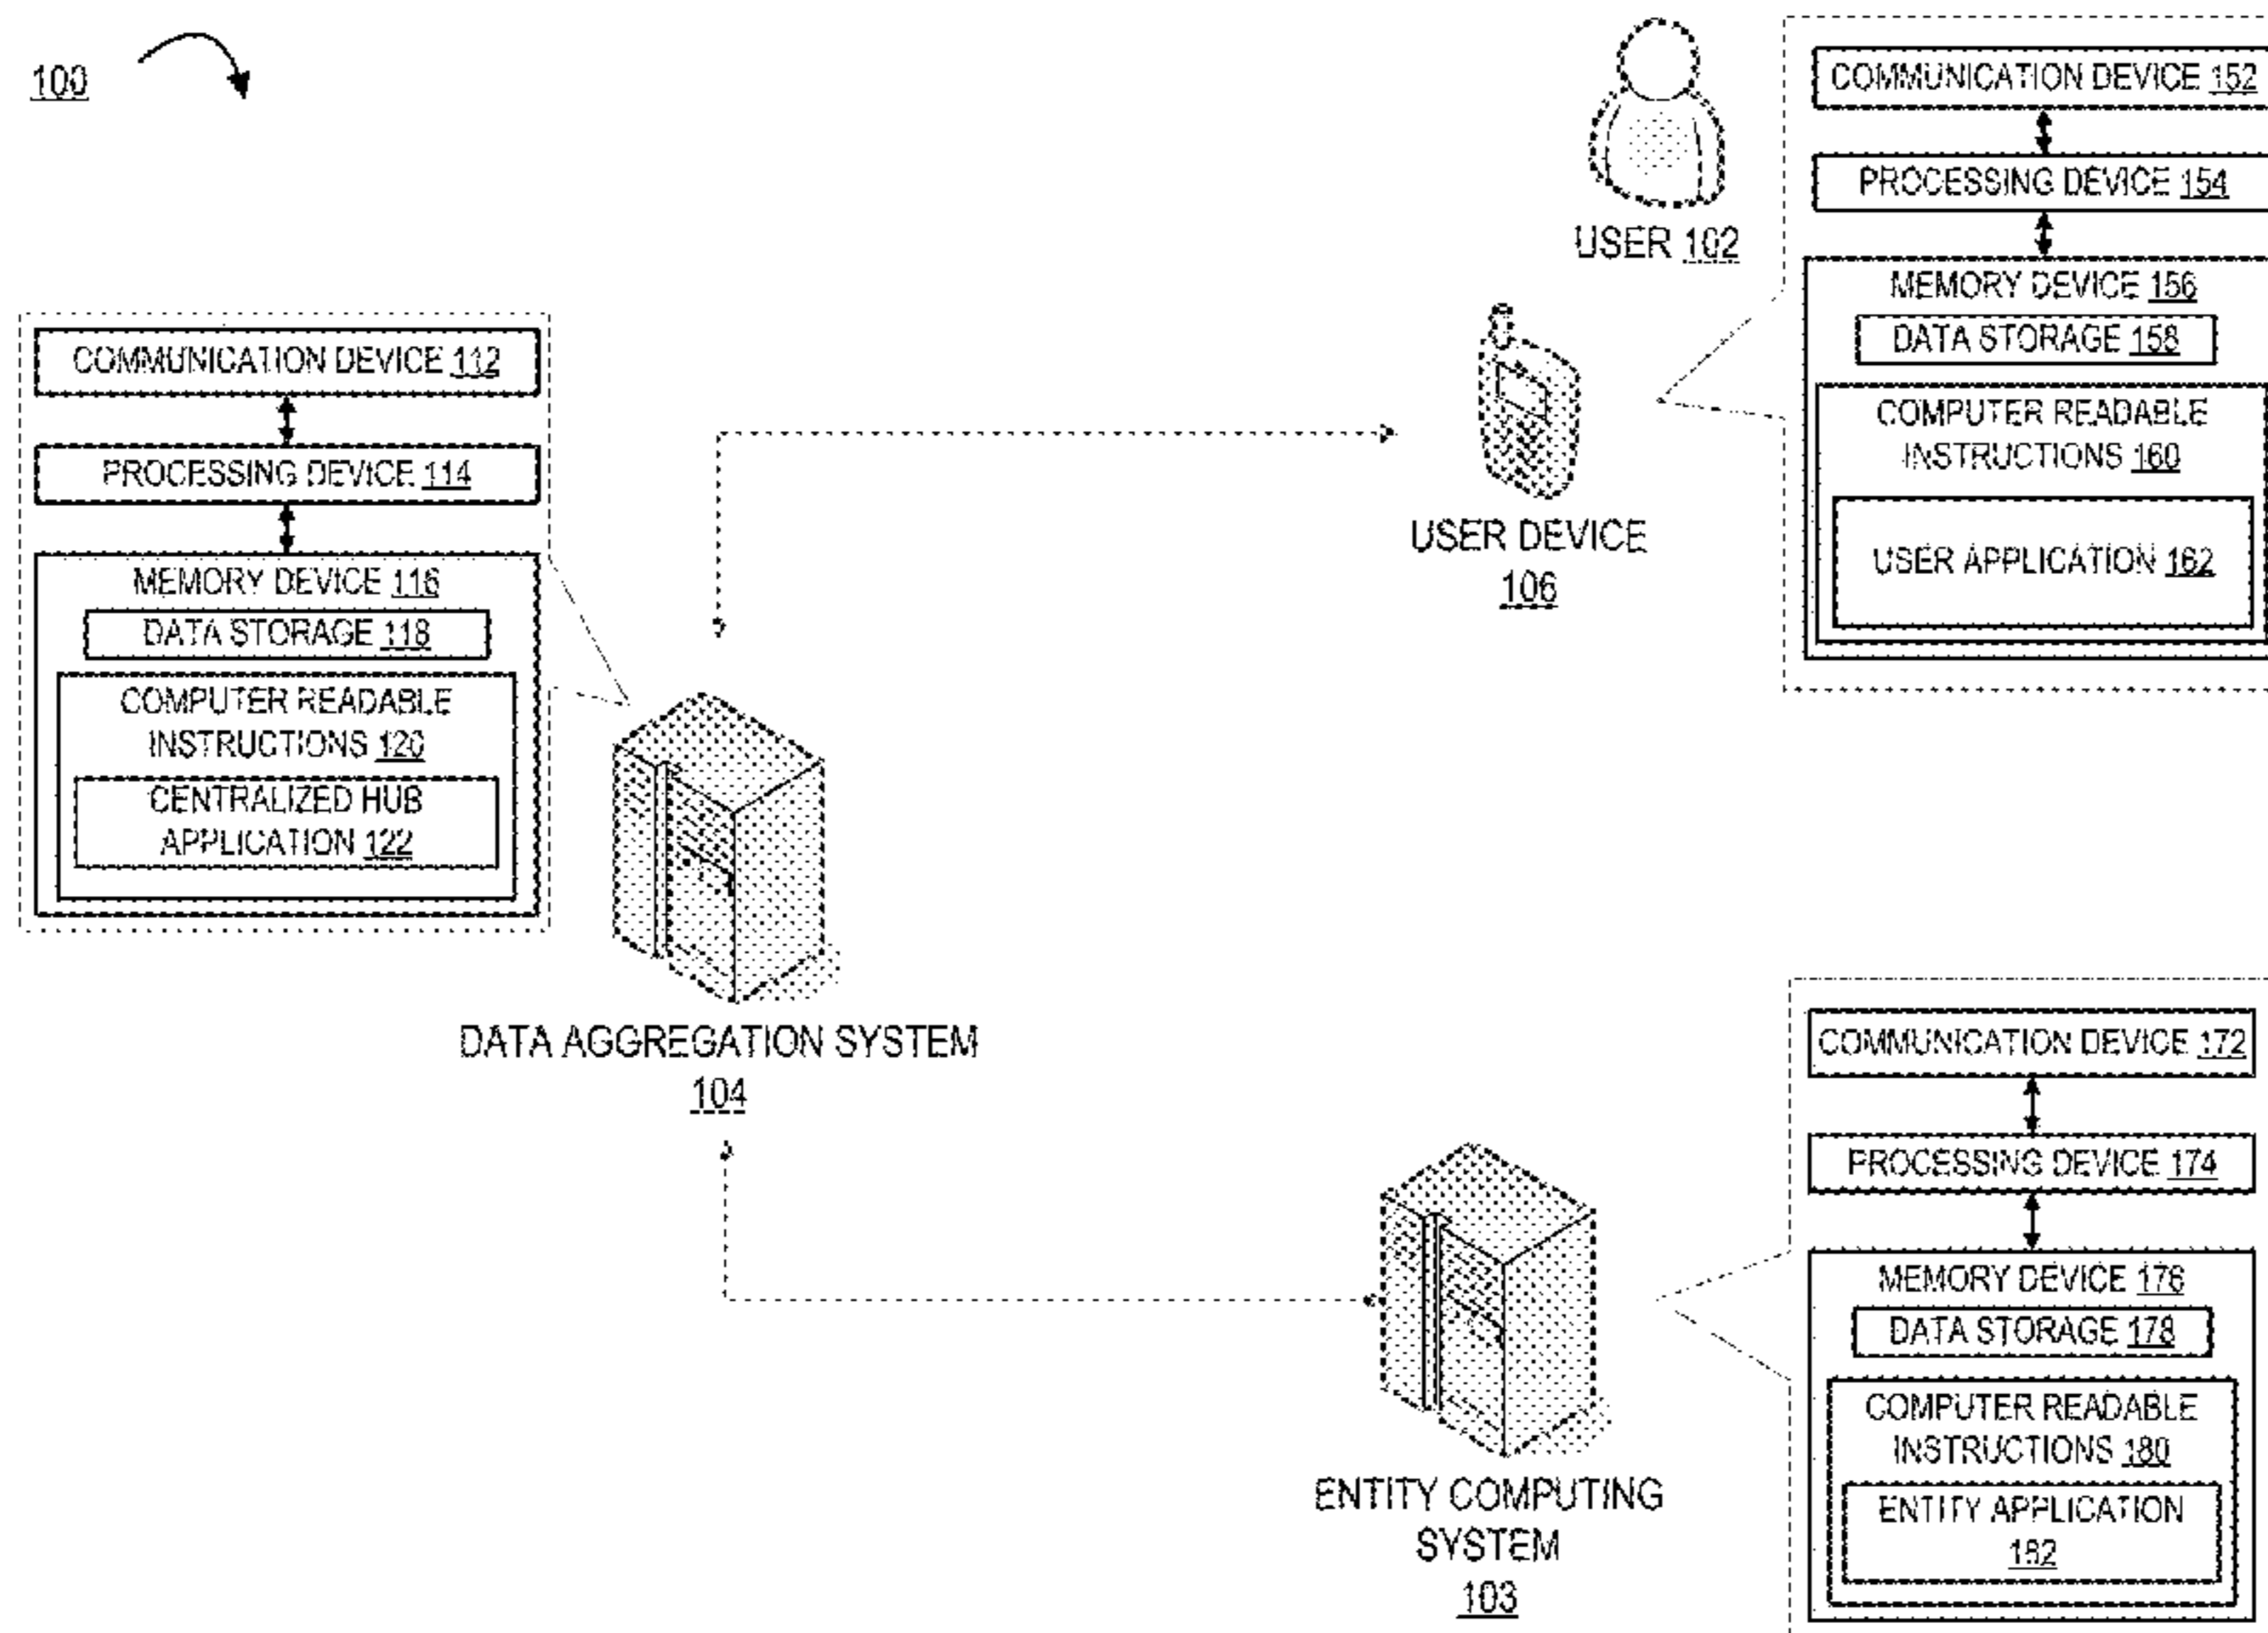 100
COMMUNICATION DEVICE 112
PROCESSING DEVICE 114
MEMORY DEVICE 116
DATA STORAGE 118
COMPUTER READABLE
INSTRUCTIONS 120
CENTRALIZED HUB
APPLICATION 122
DATA AGGREGATION SYSTEM
104
USER 102
USER DEVICE
106
COMMUNICATION DEVICE 152
PROCESSING DEVICE 154
MEMORY DEVICE 156
DATA STORAGE 158
COMPUTER READABLE
INSTRUCTIONS 160
USER APPLICATION 162
ENTITY COMPUTING
SYSTEM
103
COMMUNICATION DEVICE 172
PROCESSING DEVICE 174
MEMORY DEVICE 176
DATA STORAGE 178
COMPUTER READABLE
INSTRUCTIONS 180
ENTITY APPLICATION
182